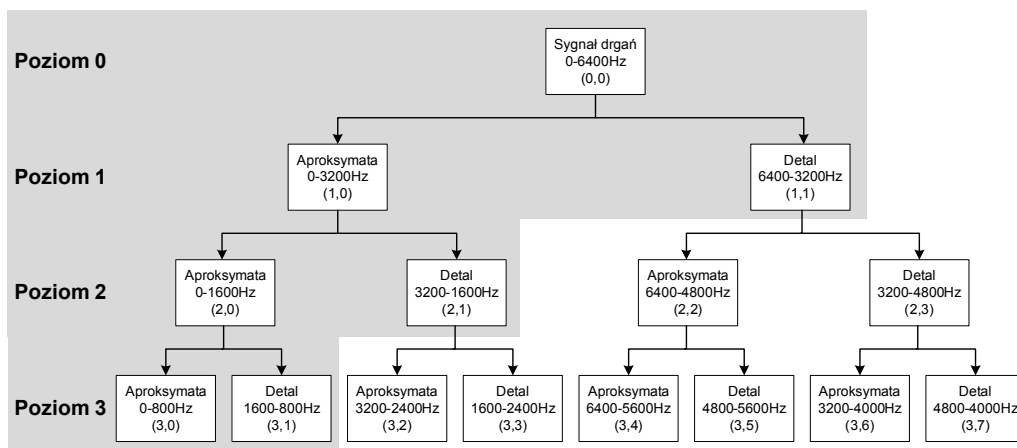 Poziom 0
Sygnał drgań
0-6400Hz
(0,0)
Poziom 1
Aproksymata
0-3200Hz
(1,0)
Detal
6400-3200Hz
(1,1)
Poziom 2
Aproksymata
0-1600Hz
(2,0)
Detal
3200-1600Hz
(2,1)
Aproksymata
6400-4800Hz
(2,2)
Detal
3200-4800Hz
(2,3)
Poziom 3
Aproksymata
0-800Hz
(3,0)
Detal
1600-800Hz
(3,1)
Aproksymata
3200-2400Hz
(3,2)
Detal
1600-2400Hz
(3,3)
Aproksymata
6400-5600Hz
(3,4)
Detal
4800-5600Hz
(3,5)
Aproksymata
3200-4000Hz
(3,6)
Detal
4800-4000Hz
(3,7)